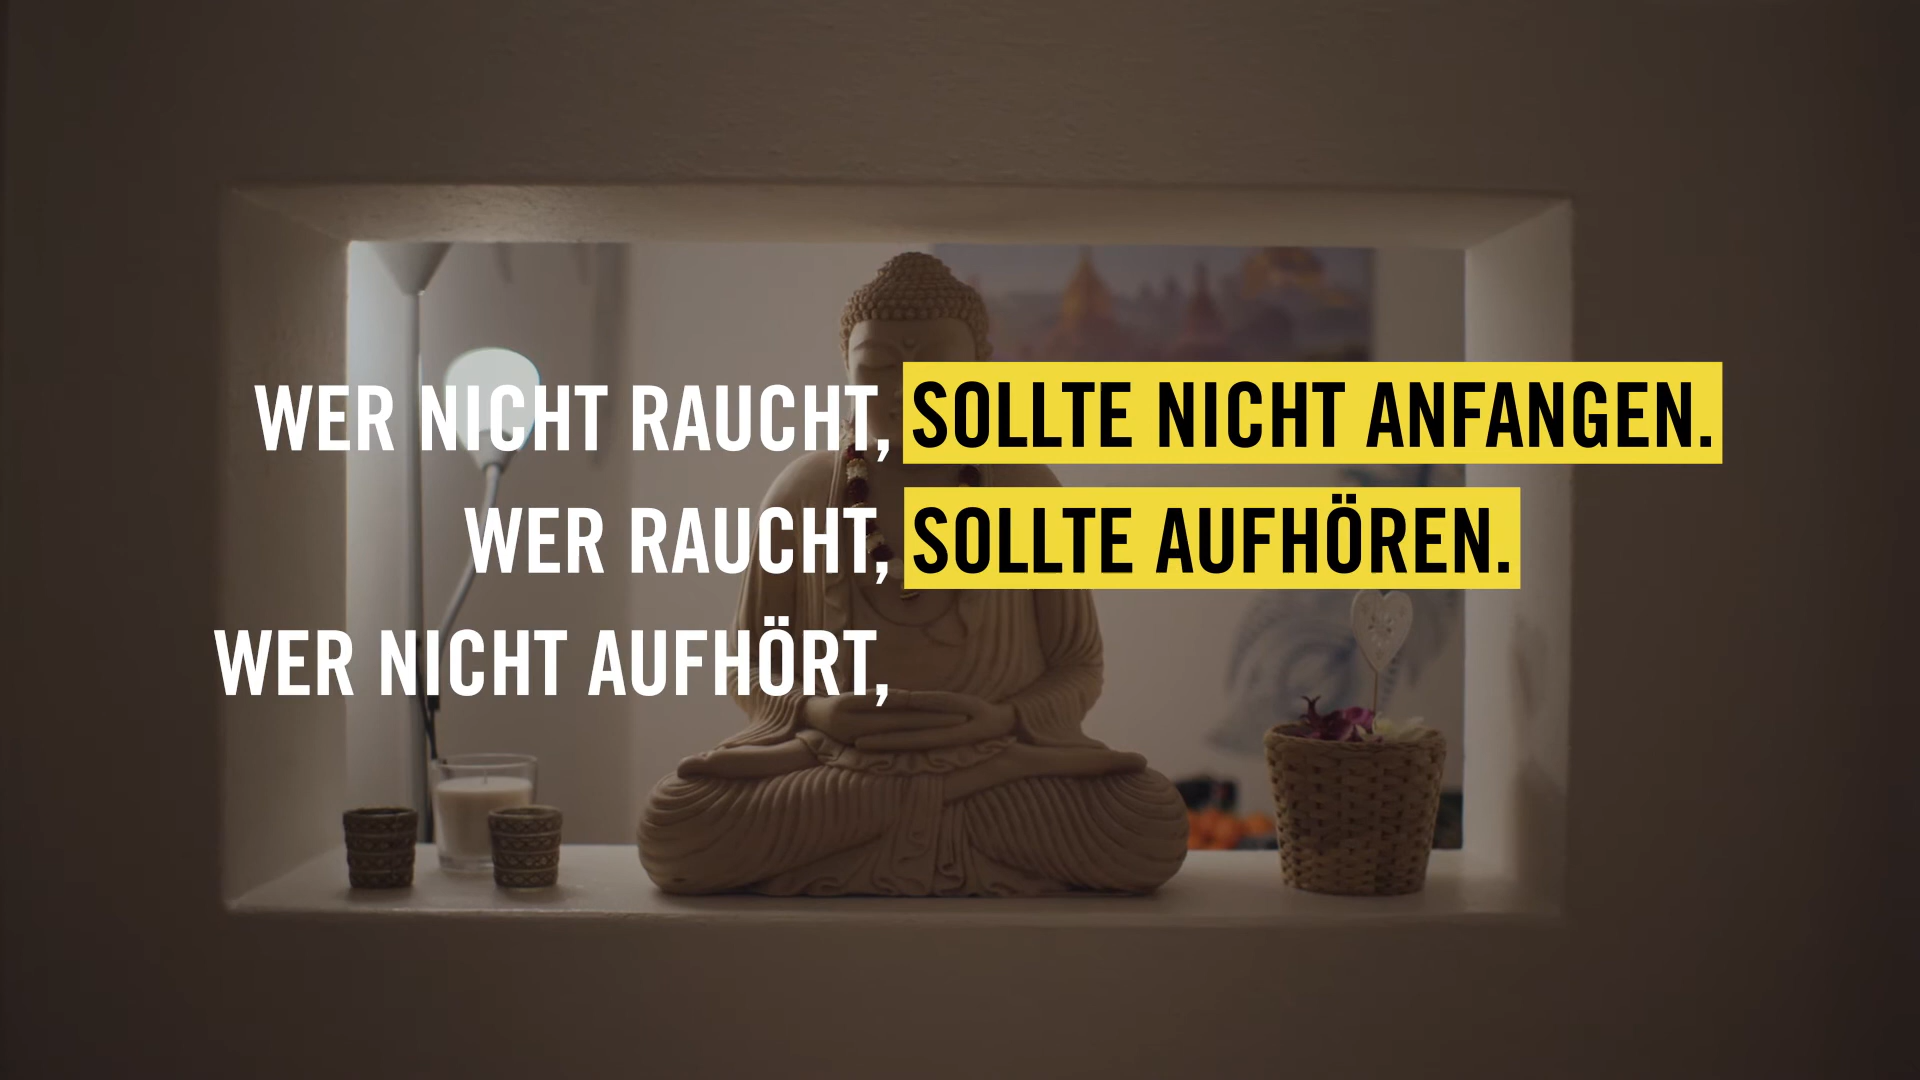 WER NICHT RAUCHT, SOLLTE NICHT ANFANGEN.
WER RAUCHT, SOLLTE AUFHÖREN.
WER NICHT AUFHÖRT,